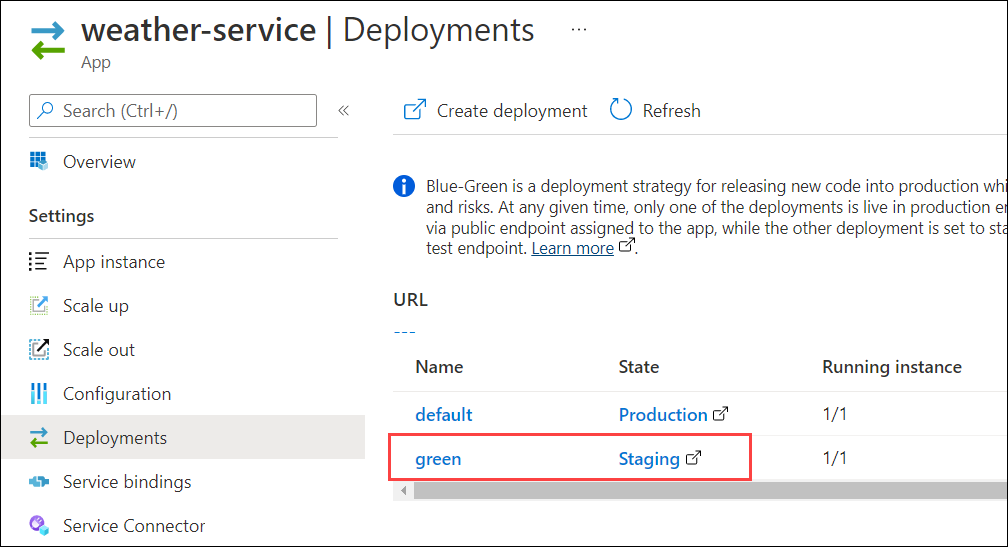 weather-service | Deployments ...
App
Search (Ctrl+/)
«
Create deployment
Refresh
Overview
Blue-Green is a deployment strategy for releasing new code into production whi
and risks. At any given time, only one of the deployments is live in production en
via public endpoint assigned to the app, while the other deployment is set to sta
test endpoint. Learn more.
Settings
App instance
Scale up
Scale out
Configuration
Deployments
Service bindings
Service Connector
URL
---
Name State Running instance
default Production 1/1
green Staging 1/1